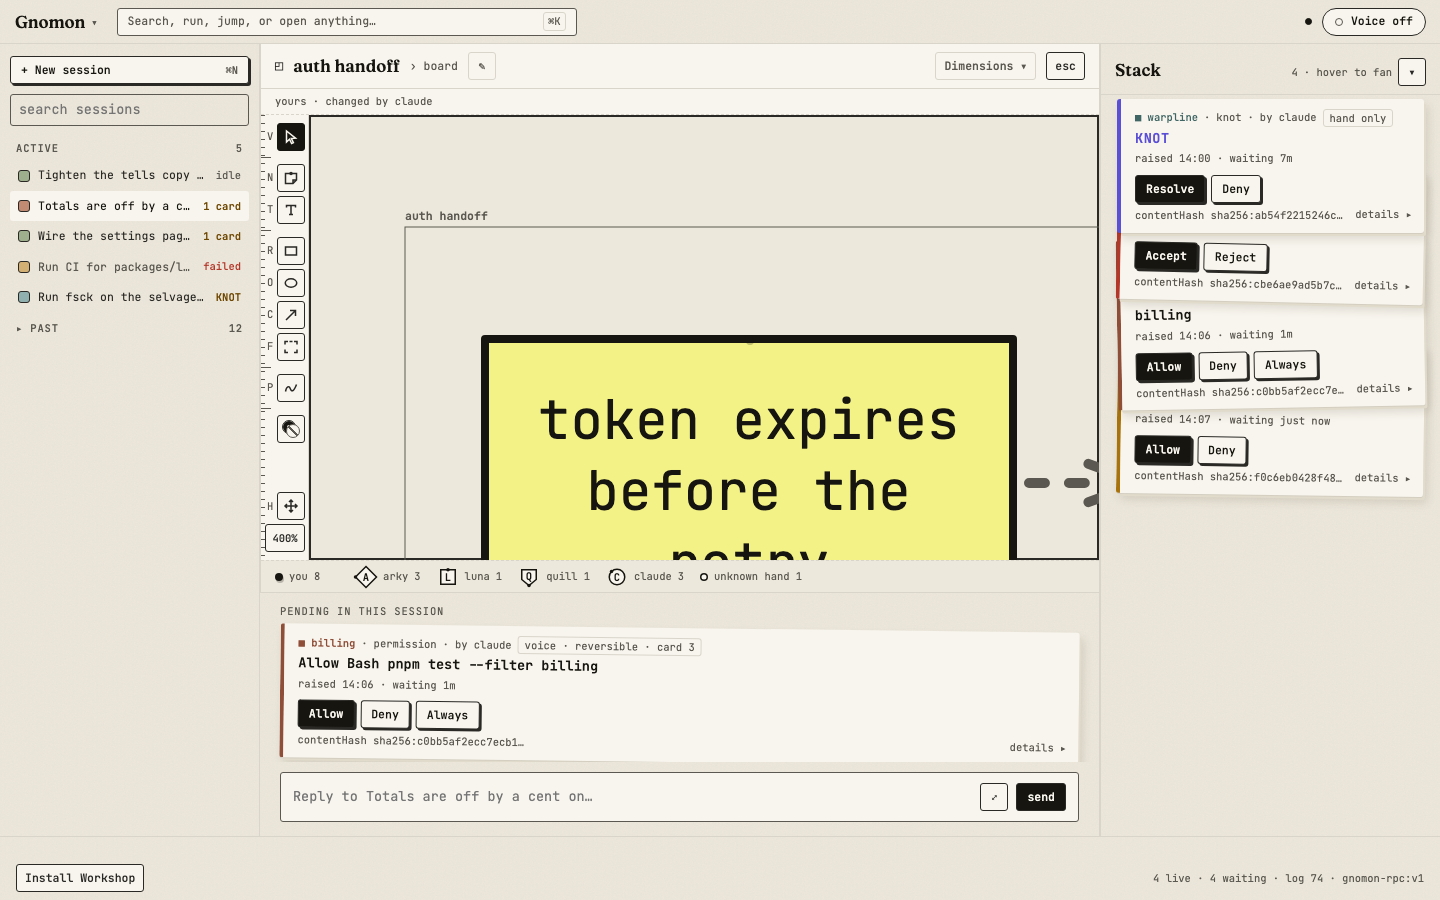 Gnomon ▾
Search, run, jump, or open anything… ⌘K
Voice off
+ New session ⌘N
search sessions
ACTIVE 5
Tighten the tells copy … idle
Totals are off by a c… 1 card
Wire the settings pag… 1 card
Run CI for packages/l… failed
Run fsck on the selvage… KNOT
▸ PAST 12
auth handoff › board ✎
Dimensions ▾ esc
yours · changed by claude
V
N
T
R
O
C
F
P
H
400%
auth handoff
token expires
before the
retry
you 8
A arky 3
L luna 1
Q quill 1
C claude 3
unknown hand 1
PENDING IN THIS SESSION
■ billing · permission · by claude voice · reversible · card 3
Allow Bash pnpm test --filter billing
raised 14:06 · waiting 1m
Allow Deny Always
contentHash sha256:c0bb5af2ecc7ecb1…
details ▸
Reply to Totals are off by a cent on…
send
Stack
4 · hover to fan ▾
■ warpline · knot · by claude hand only
KNOT
raised 14:00 · waiting 7m
Resolve Deny
contentHash sha256:ab54f2215246c… details ▸
Accept Reject
contentHash sha256:cbe6ae9ad5b7c… details ▸
billing
raised 14:06 · waiting 1m
Allow Deny Always
contentHash sha256:c0bb5af2ecc7e… details ▸
raised 14:07 · waiting just now
Allow Deny
contentHash sha256:f0c6eb0428f48… details ▸
Install Workshop
4 live · 4 waiting · log 74 · gnomon-rpc:v1